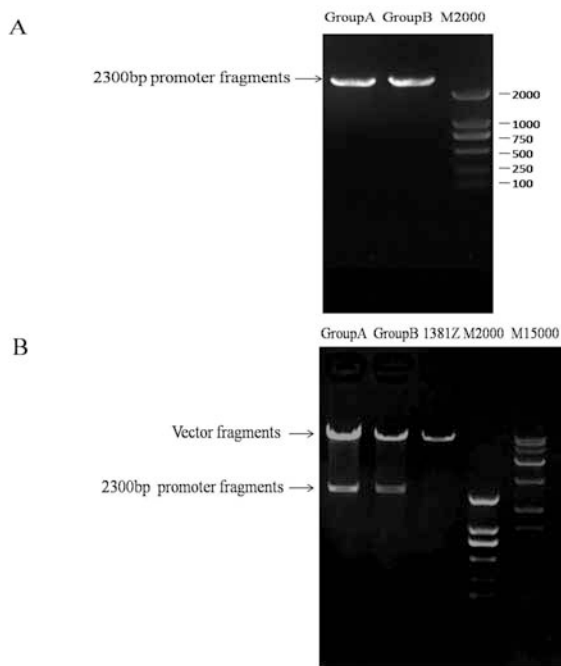 A
GroupA GroupB M2000
2300bp promoter fragments
2000
1000
750
500
250
100
B
GroupA GroupB 1381Z M2000 M15000
Vector fragments
2300bp promoter fragments